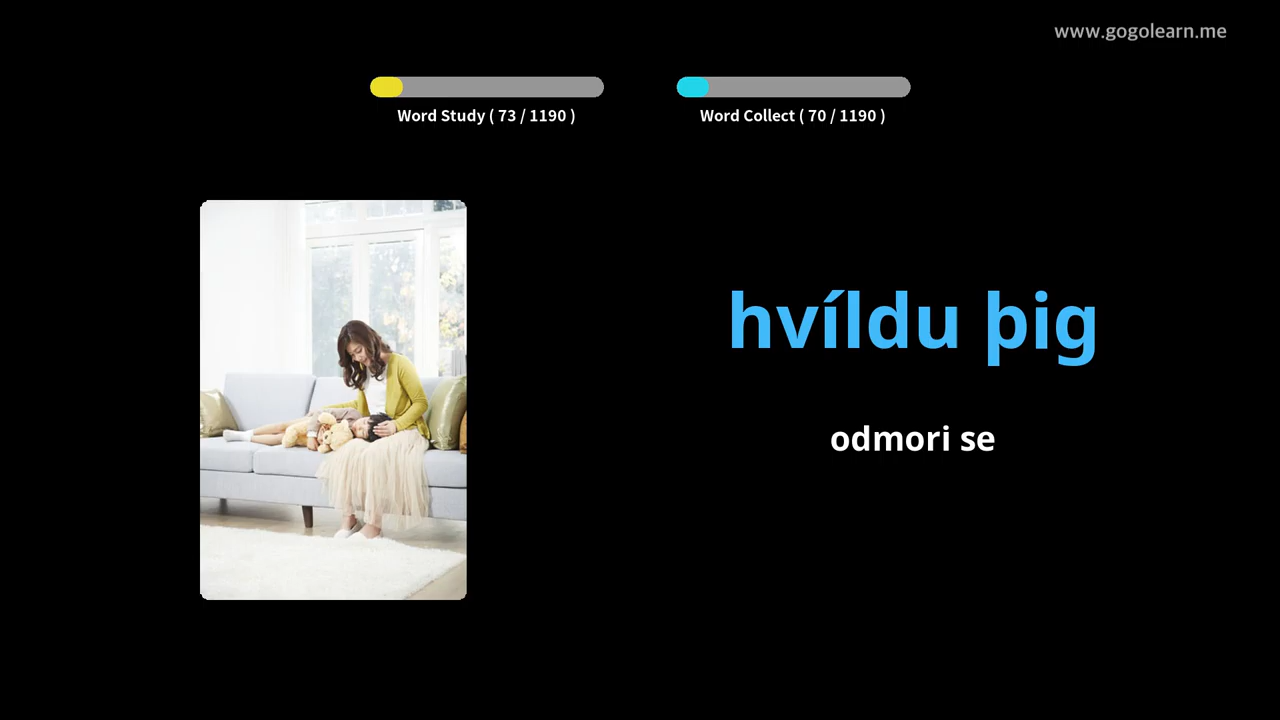 www.gogolearn.me
Word Study ( 73 / 1190 )
Word Collect ( 70 / 1190 )
hvíldu þig
odmori se